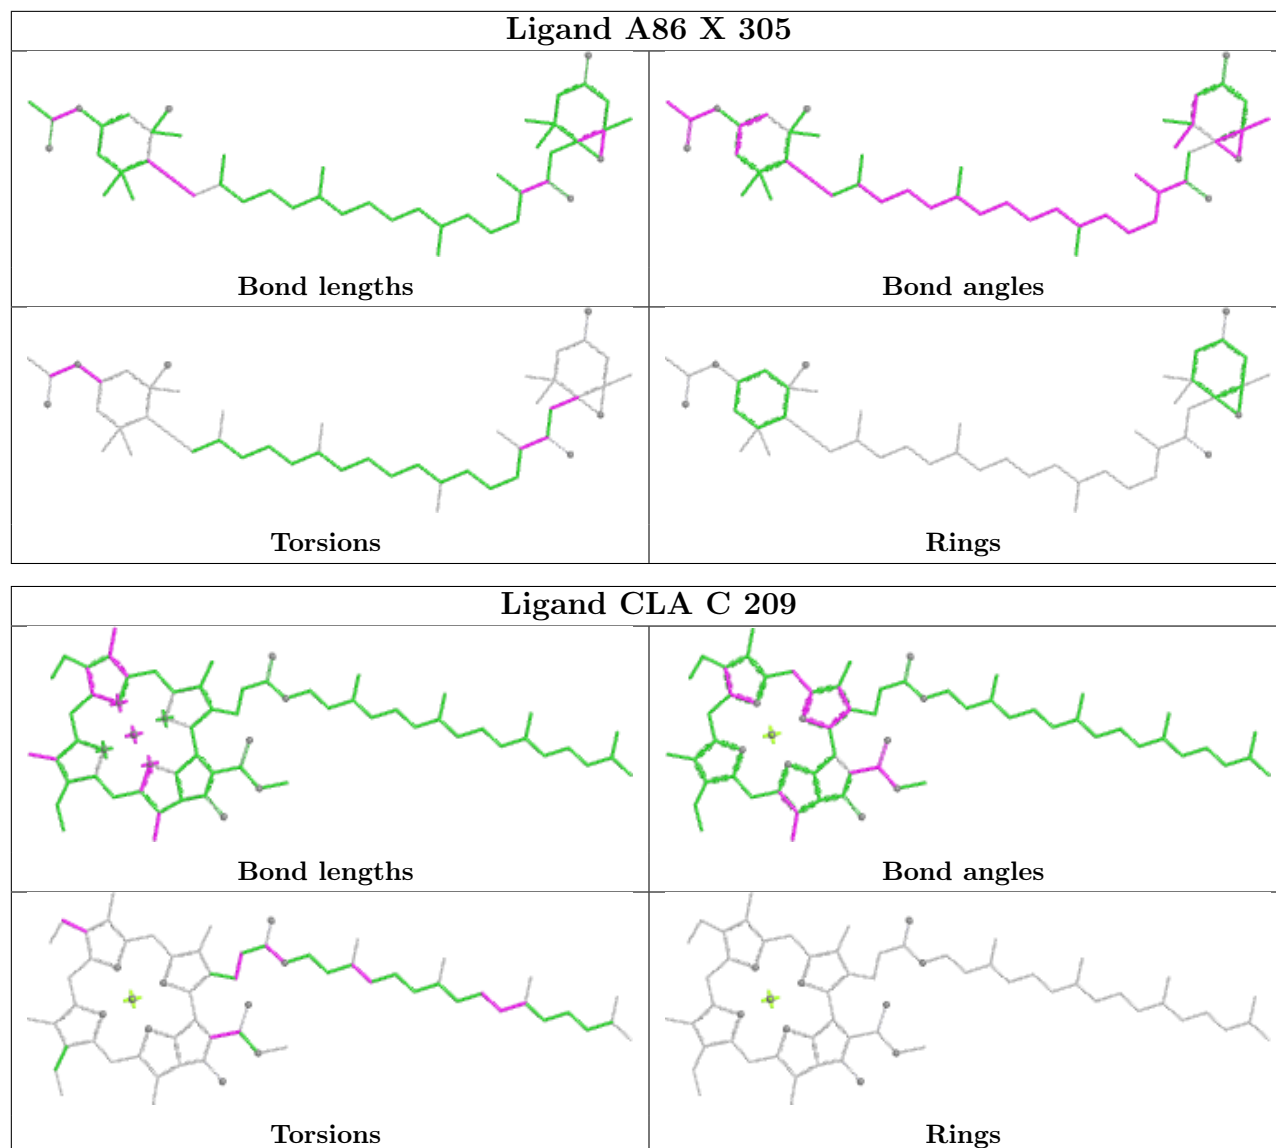 Ligand A86 X 305
Bond lengths
Bond angles
Torsions
Rings
Ligand CLA C 209
Bond lengths
Bond angles
Torsions
Rings